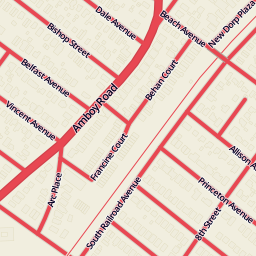 Dale Avenue
Beach Avenue
New Dorp Plaza
Bishop Street
Belfast Avenue
Behan Court
Amboy Road
Vincent Avenue
Francine Court
Allison A
Arc Place
Princeton Avenue
South Railroad Avenue
8th Street